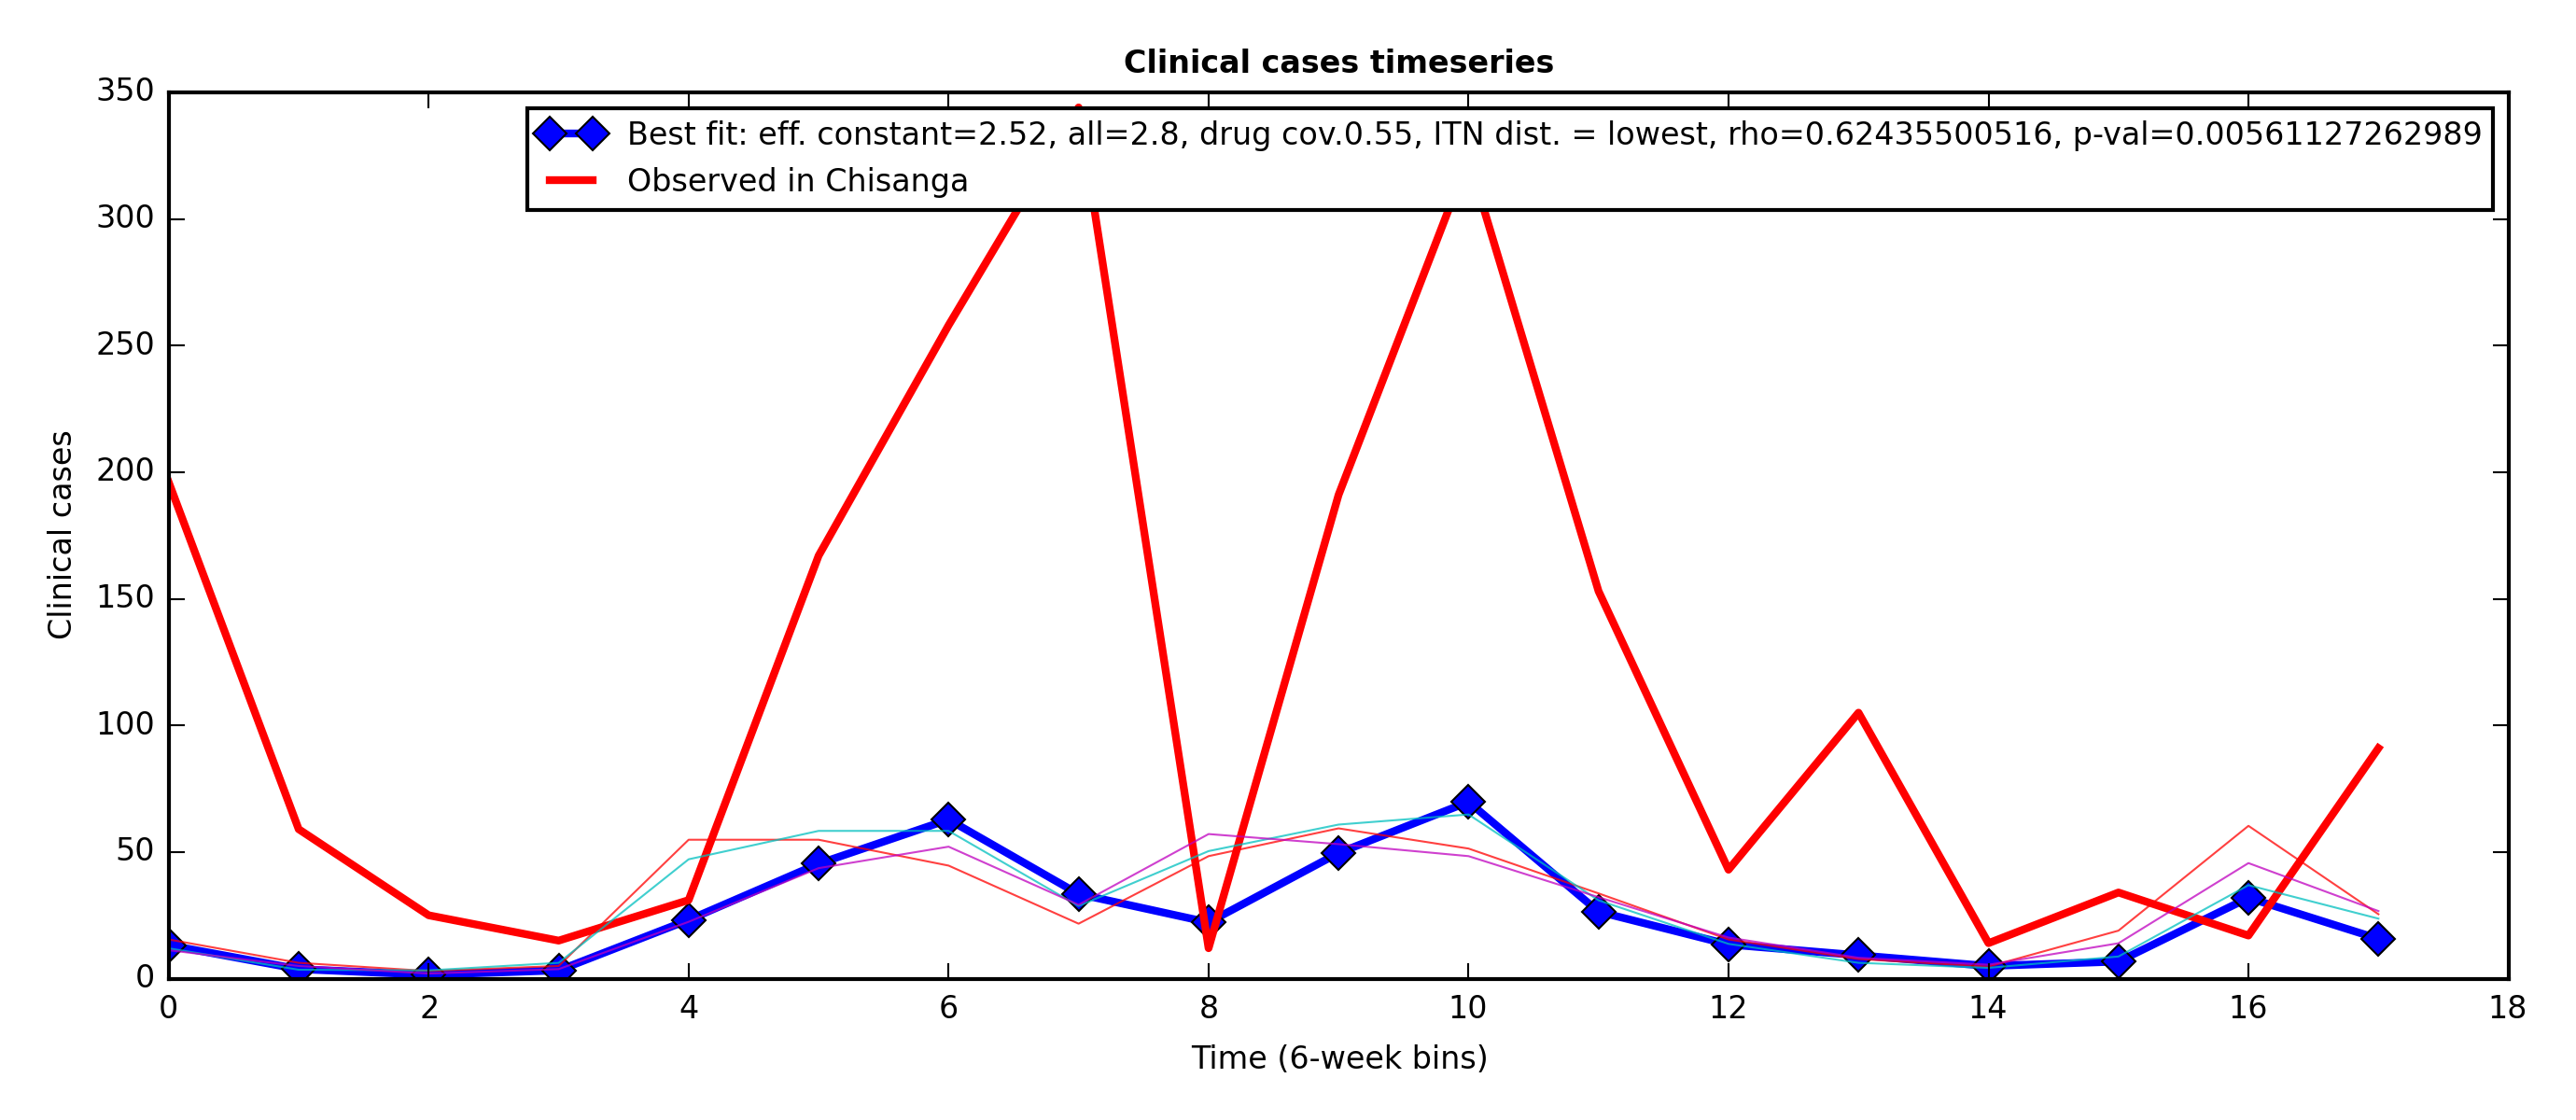 Clinical cases timeseries
350
300
250
200
150
100
50
0
Clinical cases
Best fit: eff. constant=2.52, all=2.8, drug cov.0.55, ITN dist. = lowest, rho=0.62435500516, p-val=0.00561127262989
Observed in Chisanga
0 2 4 6 8 10 12 14 16 18
Time (6-week bins)